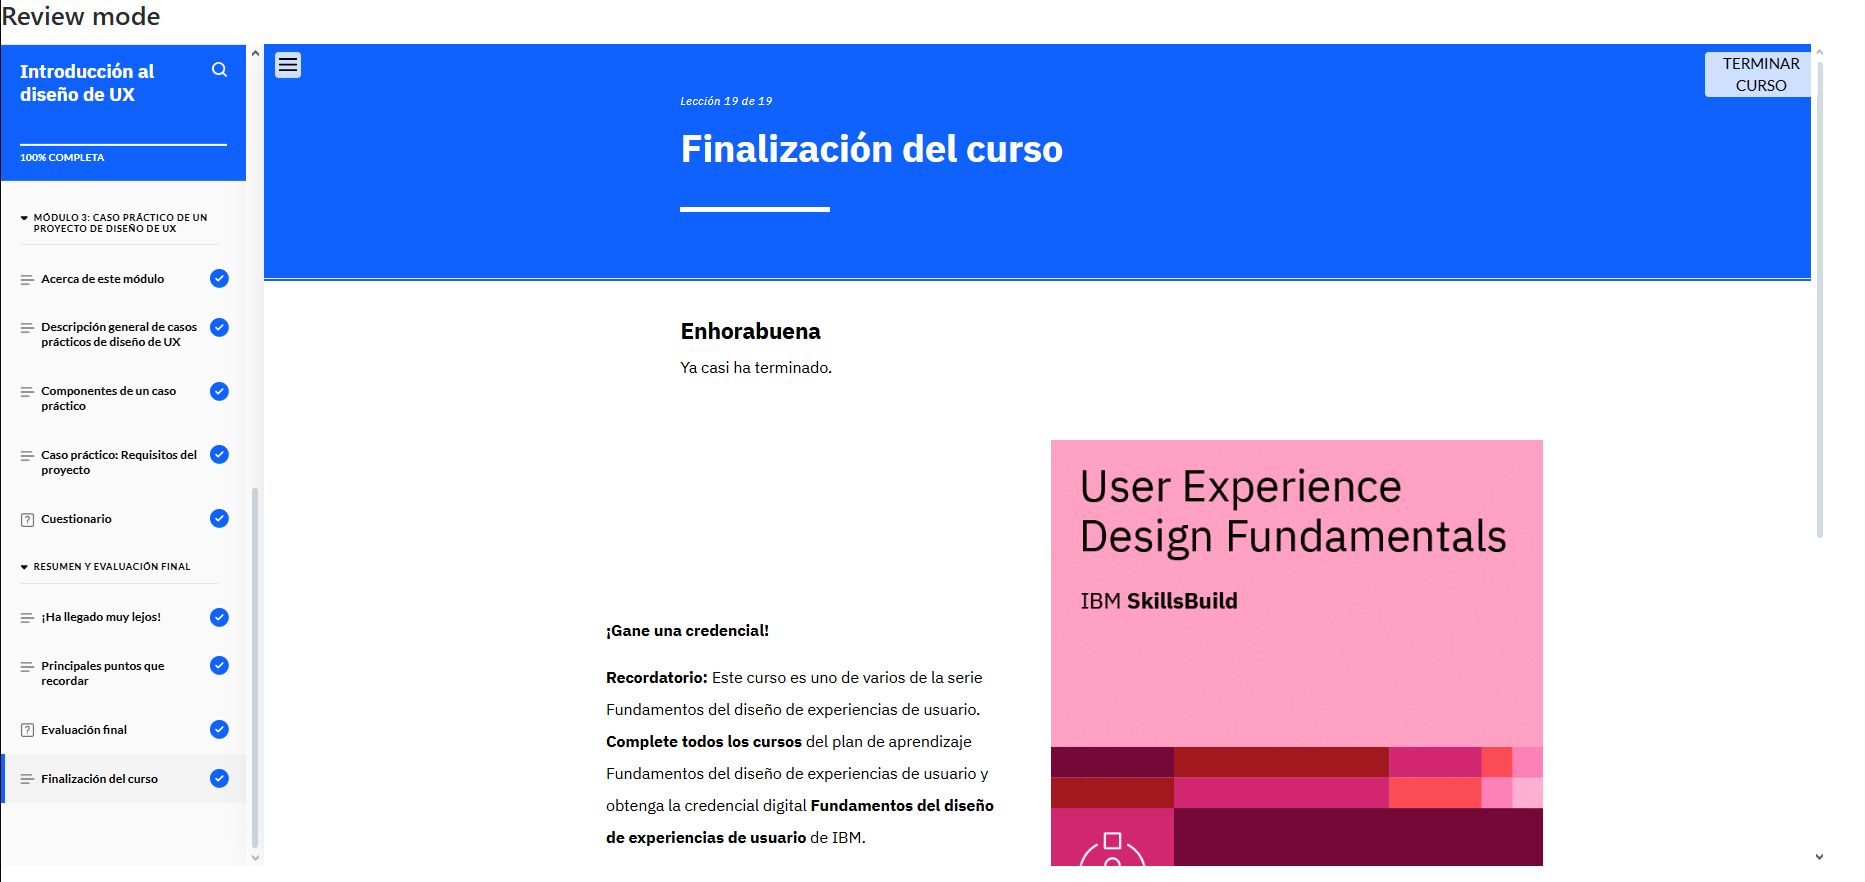 Review mode
Introducción al
diseño de UX
100% COMPLETA
MÓDULO 3: CASO PRÁCTICO DE UN
PROYECTO DE DISEÑO DE UX
Acerca de este módulo
Descripción general de casos
prácticos de diseño de UX
Componentes de un caso
práctico
Caso práctico: Requisitos del
proyecto
Cuestionario
RESUMEN Y EVALUACIÓN FINAL
¡Ha llegado muy lejos!
Principales puntos que
recordar
Evaluación final
Finalización del curso
TERMINAR
CURSO
Lección 19 de 19
Finalización del curso
Enhorabuena
Ya casi ha terminado.
¡Gane una credencial!
Recordatorio: Este curso es uno de varios de la serie
Fundamentos del diseño de experiencias de usuario.
Complete todos los cursos del plan de aprendizaje
Fundamentos del diseño de experiencias de usuario y
obtenga la credencial digital Fundamentos del diseño
de experiencias de usuario de IBM.
User Experience
Design Fundamentals
IBM SkillsBuild